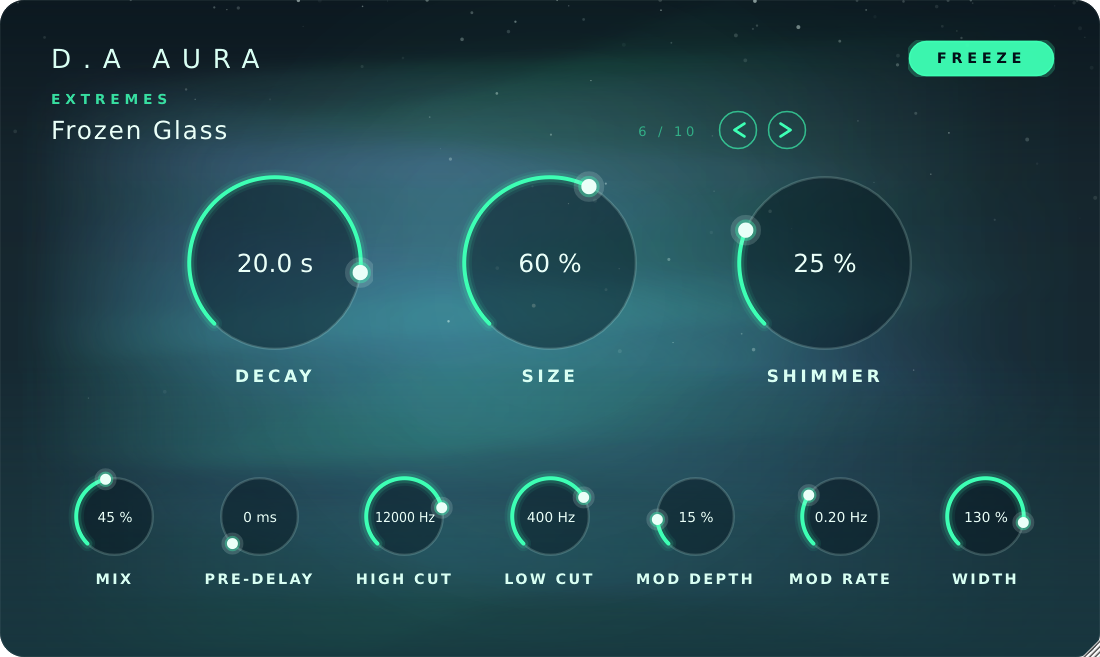 D.A AURA
FREEZE
EXTREMES
Frozen Glass
6 / 10
20.0 s
60 %
25 %
DECAY
SIZE
SHIMMER
45 %
0 ms
12000 Hz
400 Hz
15 %
0.20 Hz
130 %
MIX
PRE-DELAY
HIGH CUT
LOW CUT
MOD DEPTH
MOD RATE
WIDTH